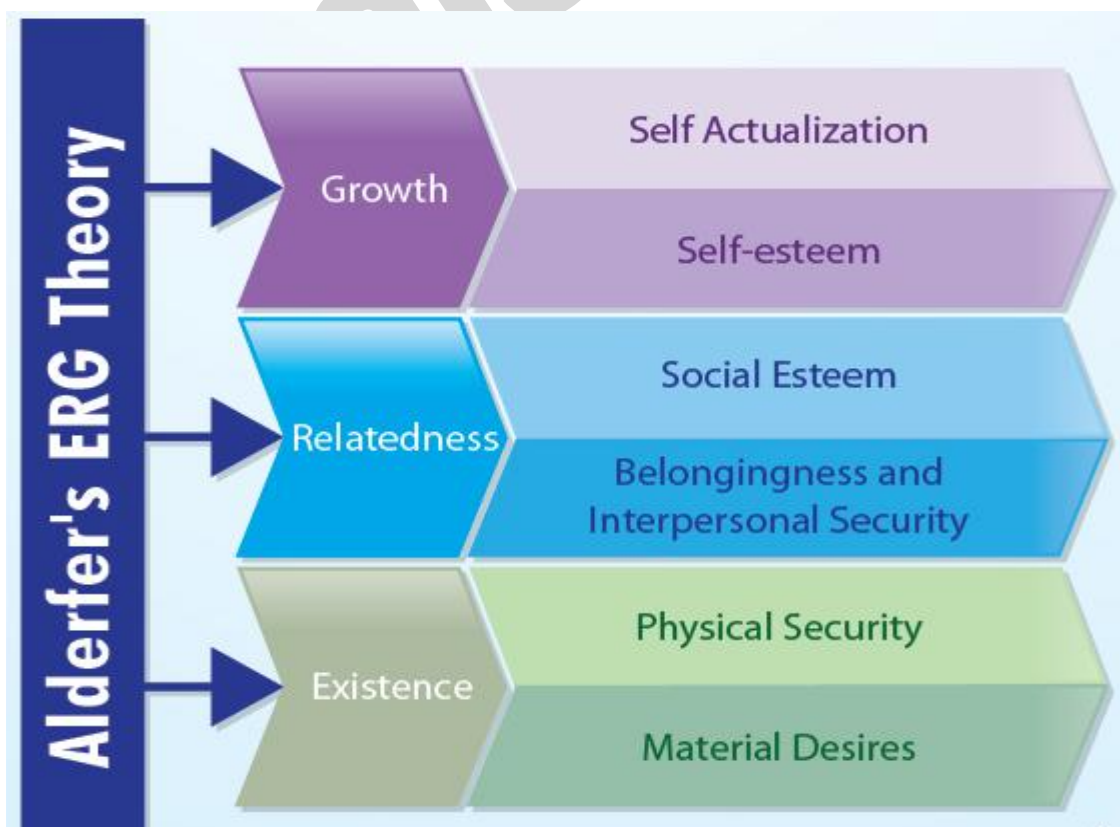 Alderfer's ERG Theory
Growth
Self Actualization
Self-esteem
Relatedness
Social Esteem
Belongingness and
Interpersonal Security
Existence
Physical Security
Material Desires